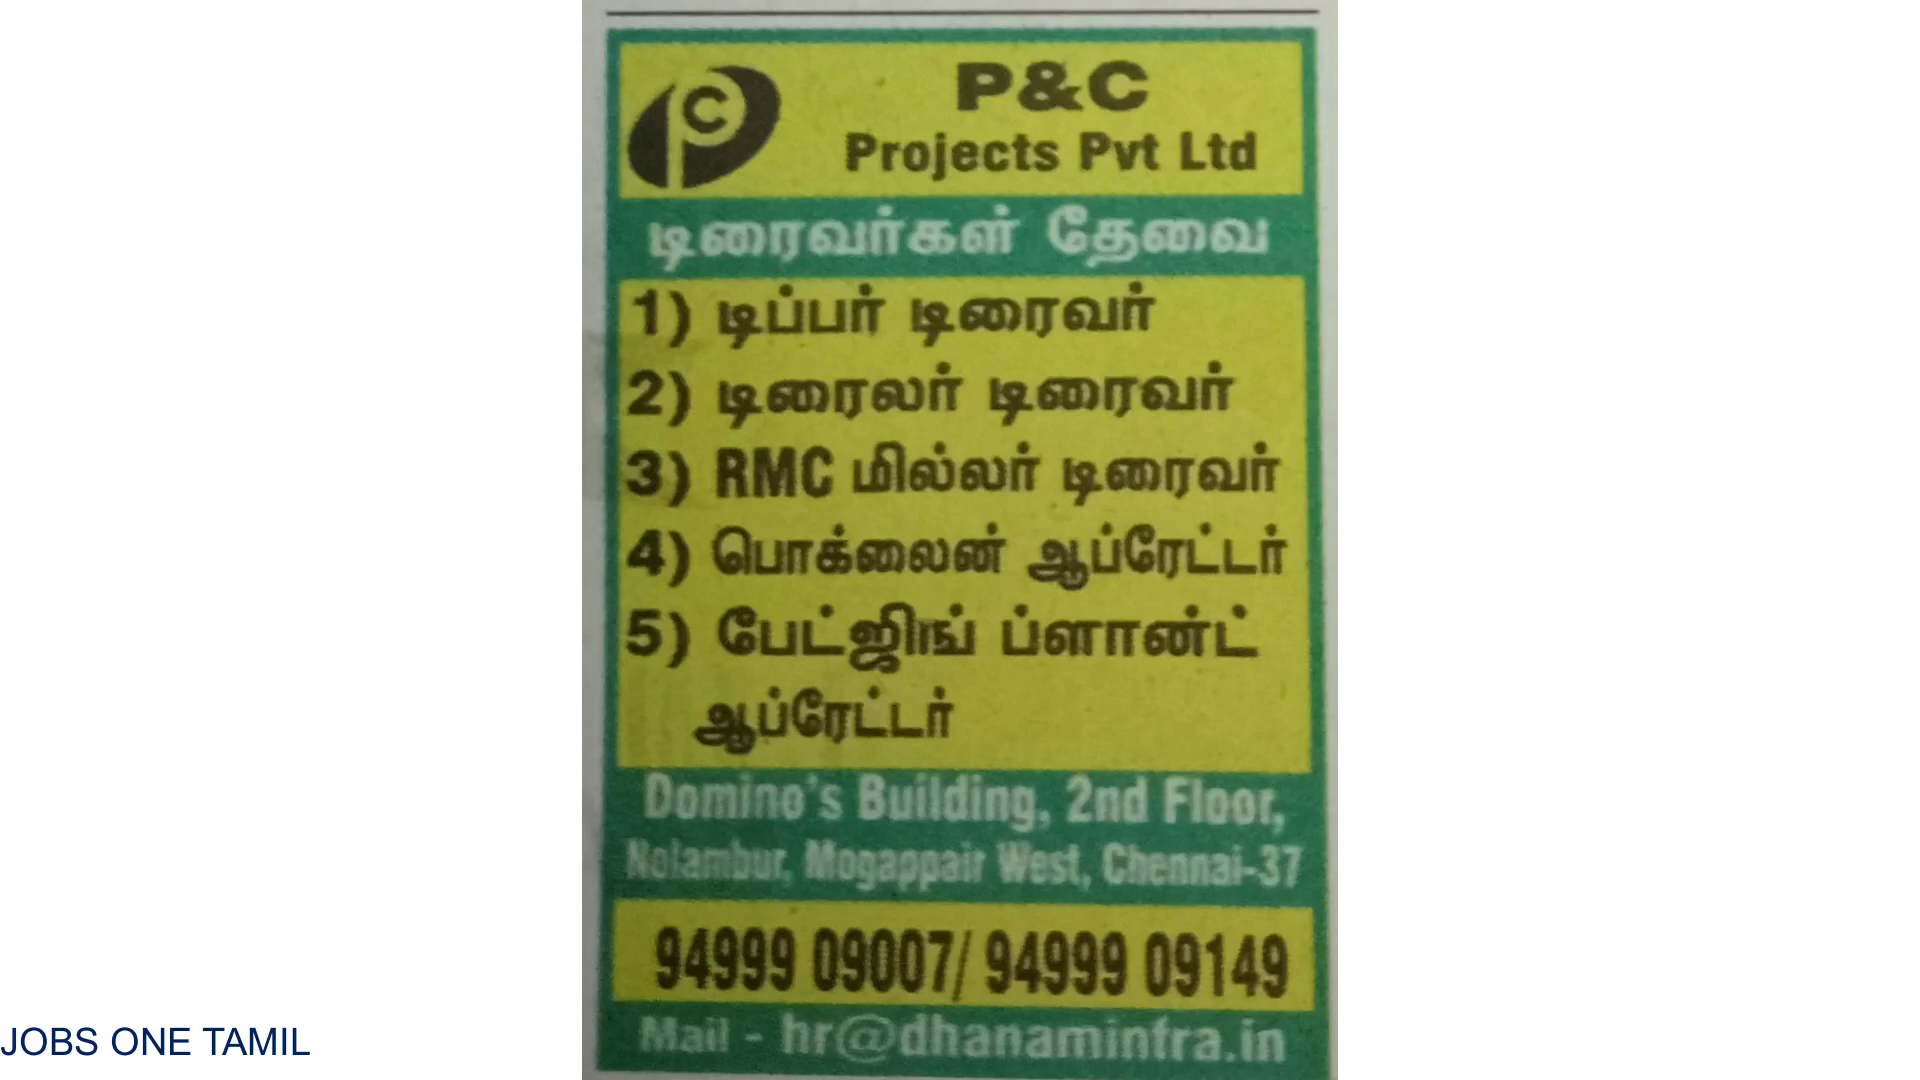 PC
P&C
Projects Pvt Ltd
டிரைவர்கள் தேவை
1) டிப்பர் டிரைவர்
2) டிரைலர் டிரைவர்
3) RMC மில்லர் டிரைவர்
4) பொக்லைன் ஆப்ரேட்டர்
5) பேட்ஜிங் ப்ளாண்ட்
ஆப்ரேட்டர்
Domino's Building, 2nd Floor,
Nolambur, Mogappair West, Chennai-37
94999 09007/ 94999 09149
Mail - hr@dhanaminfra.in
JOBS ONE TAMIL